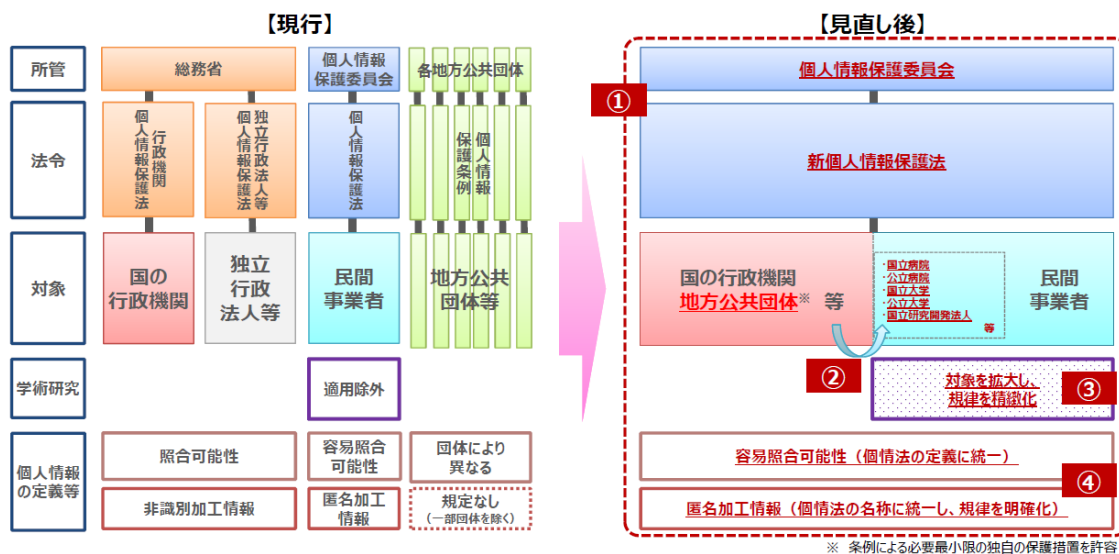 【現行】
【見直し後】
所管
総務省
個人情報
保護委員会
各地方公共団体
個人情報保護委員会
①
法令
行政機関
個人情報保護法
独立行政法人等
個人情報保護法
個人情報保護法
個人情報
保護条例
新個人情報保護法
対象
国の
行政機関
独立
行政
法人等
民間
事業者
地方公共
団体等
国の行政機関
地方公共団体※ 等
・国立病院
・公立病院
・国立大学
・公立大学
・国立研究開発法人
等
民間
事業者
②
学術研究
適用除外
対象を拡大し、
規律を精緻化
③
個人情報
の定義等
照合可能性
容易照合
可能性
団体により
異なる
容易照合可能性(個情法の定義に統一)
④
非識別加工情報
匿名加工
情報
規定なし
(一部団体を除く)
匿名加工情報(個情法の名称に統一し、規律を明確化)
※ 条例による必要最小限の独自の保護措置を許容